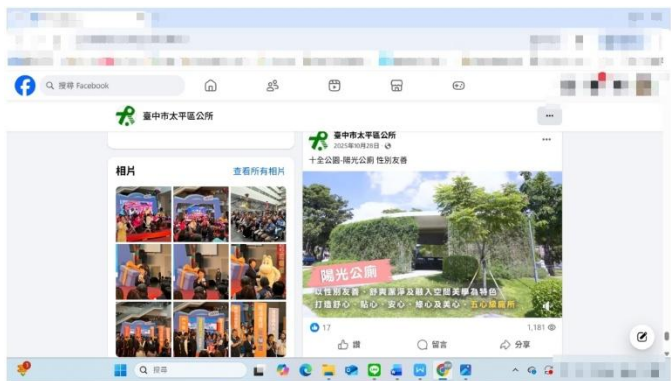 搜尋 Facebook
臺中市太平區公所
相片
查看所有相片
臺中市太平區公所
2025年10月28日
十全公園-陽光公廁 性別友善
陽光公廁
以性別友善、舒爽潔淨及融入空間美學為特色
打造舒心、貼心、安心、綠心及美心，五心級廁所
17
1,181
讚
留言
分享
搜尋